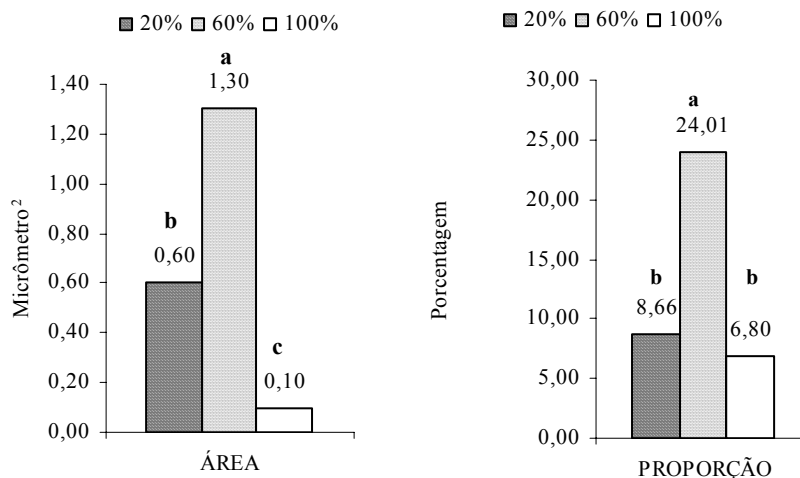 20% 60% 100%
a
1,30
1,40
1,20
1,00
0,80
0,60
0,40
0,20
0,00
Micrômetro²
b
0,60
c
0,10
ÁREA
20% 60% 100%
a
24,01
30,00
25,00
20,00
15,00
10,00
5,00
0,00
Porcentagem
b
8,66
b
6,80
PROPORÇÃO